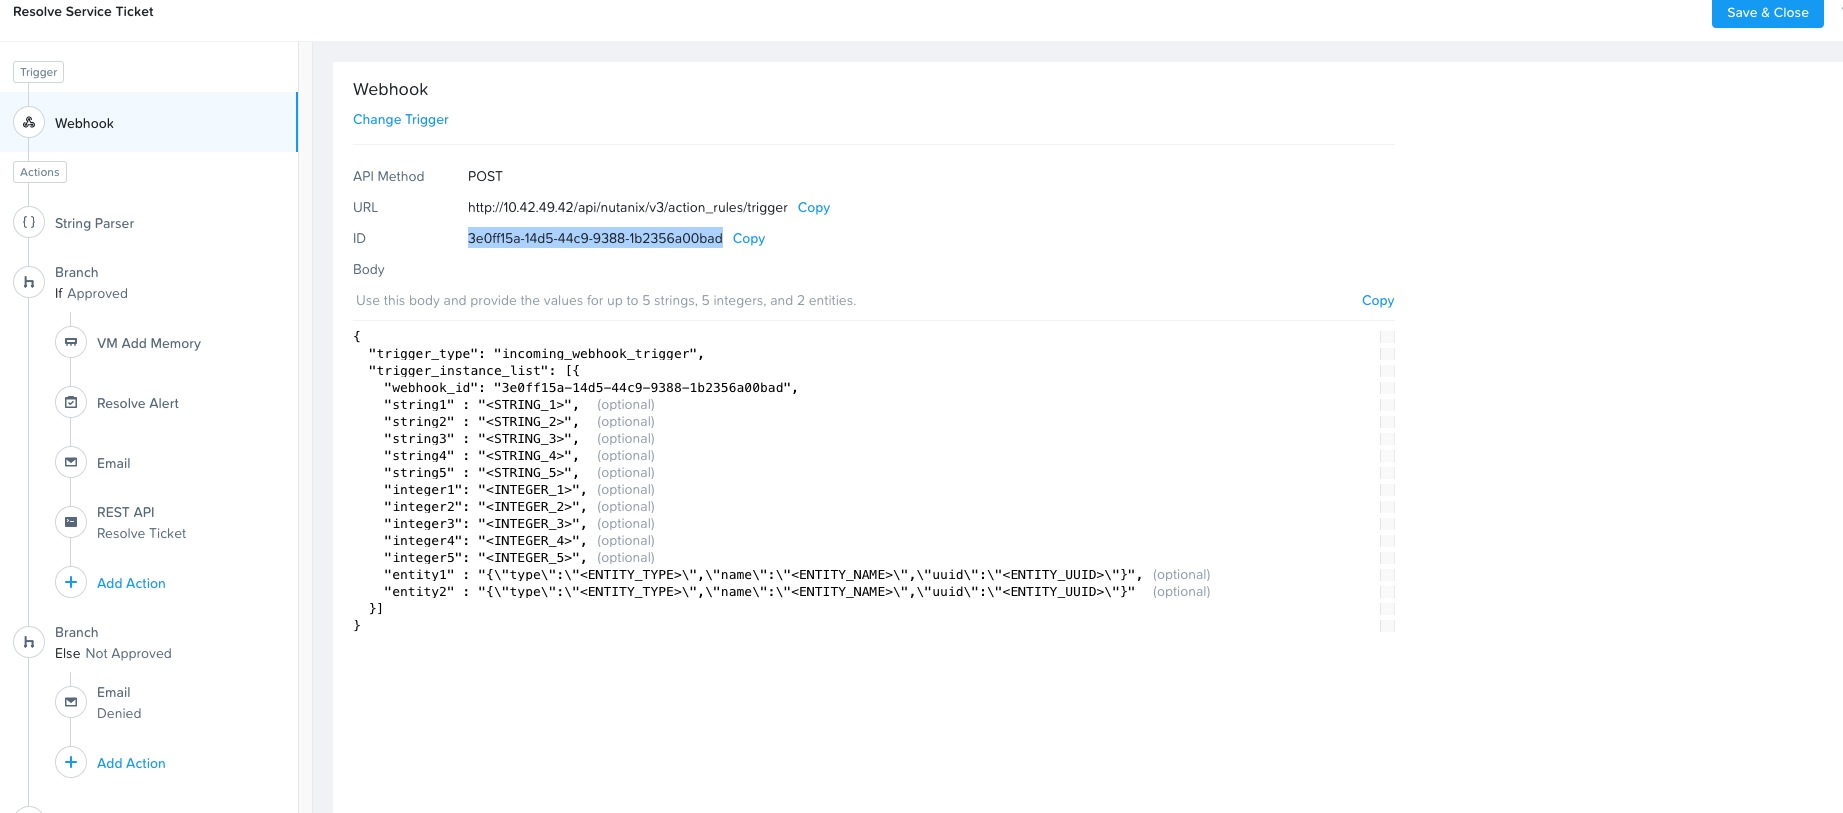 Resolve Service Ticket
Save & Close
Trigger
Webhook
Actions
{ } String Parser
Branch
If Approved
VM Add Memory
Resolve Alert
Email
REST API
Resolve Ticket
+ Add Action
Branch
Else Not Approved
Email
Denied
+ Add Action
Webhook
Change Trigger
API Method POST
URL http://10.42.49.42/api/nutanix/v3/action_rules/trigger Copy
ID 3e0ff15a-14d5-44c9-9388-1b2356a00bad Copy
Body
Use this body and provide the values for up to 5 strings, 5 integers, and 2 entities. Copy
{
"trigger_type": "incoming_webhook_trigger",
"trigger_instance_list": [{
"webhook_id": "3e0ff15a-14d5-44c9-9388-1b2356a00bad",
"string1" : "<STRING_1>", (optional)
"string2" : "<STRING_2>", (optional)
"string3" : "<STRING_3>", (optional)
"string4" : "<STRING_4>", (optional)
"string5" : "<STRING_5>", (optional)
"integer1": "<INTEGER_1>", (optional)
"integer2": "<INTEGER_2>", (optional)
"integer3": "<INTEGER_3>", (optional)
"integer4": "<INTEGER_4>", (optional)
"integer5": "<INTEGER_5>", (optional)
"entity1" : "{\"type\":\"<ENTITY_TYPE>\",\"name\":\"<ENTITY_NAME>\",\"uuid\":\"<ENTITY_UUID>\"}", (optional)
"entity2" : "{\"type\":\"<ENTITY_TYPE>\",\"name\":\"<ENTITY_NAME>\",\"uuid\":\"<ENTITY_UUID>\"}" (optional)
}]
}